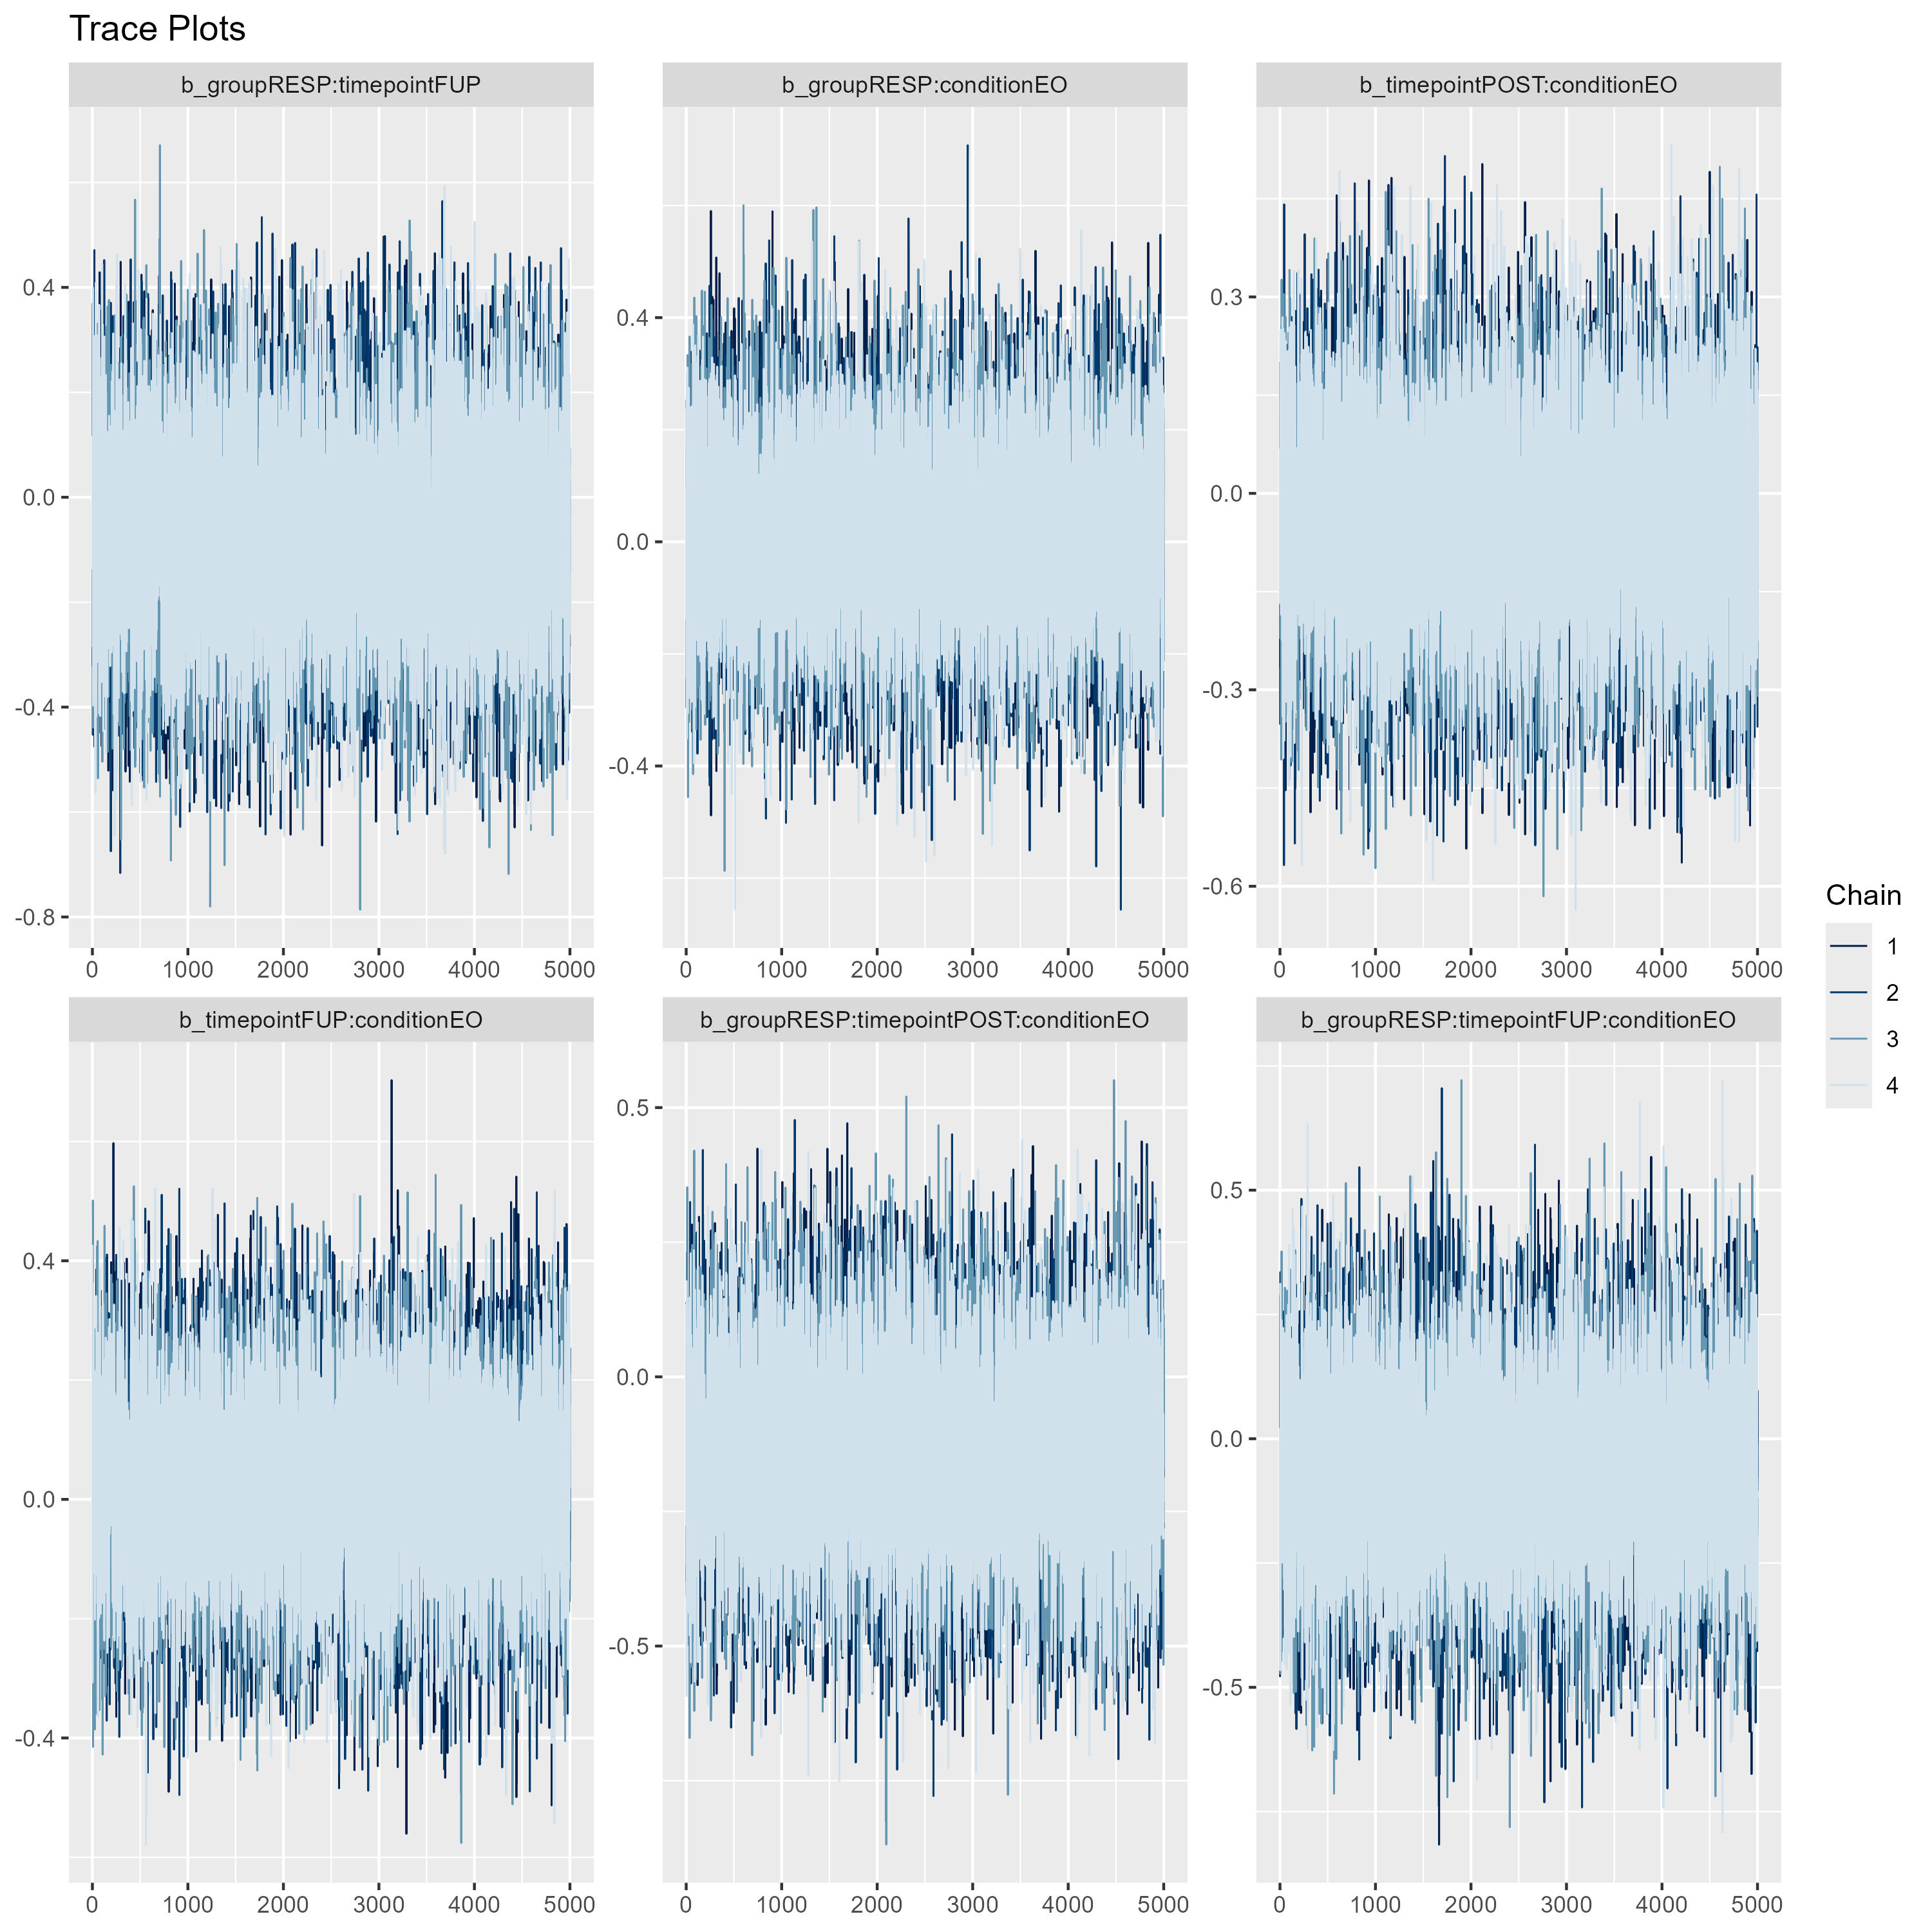 Trace Plots
b_groupRESP:timepointFUP
b_groupRESP:conditionEO
b_timepointPOST:conditionEO
0.4
0.0
-0.4
-0.8
0 1000 2000 3000 4000 5000
0.4
0.0
-0.4
0 1000 2000 3000 4000 5000
0.3
0.0
-0.3
-0.6
0 1000 2000 3000 4000 5000
b_timepointFUP:conditionEO
b_groupRESP:timepointPOST:conditionEO
b_groupRESP:timepointFUP:conditionEO
0.4
0.0
-0.4
0 1000 2000 3000 4000 5000
0.5
0.0
-0.5
0 1000 2000 3000 4000 5000
0.5
0.0
-0.5
0 1000 2000 3000 4000 5000
Chain
1
2
3
4